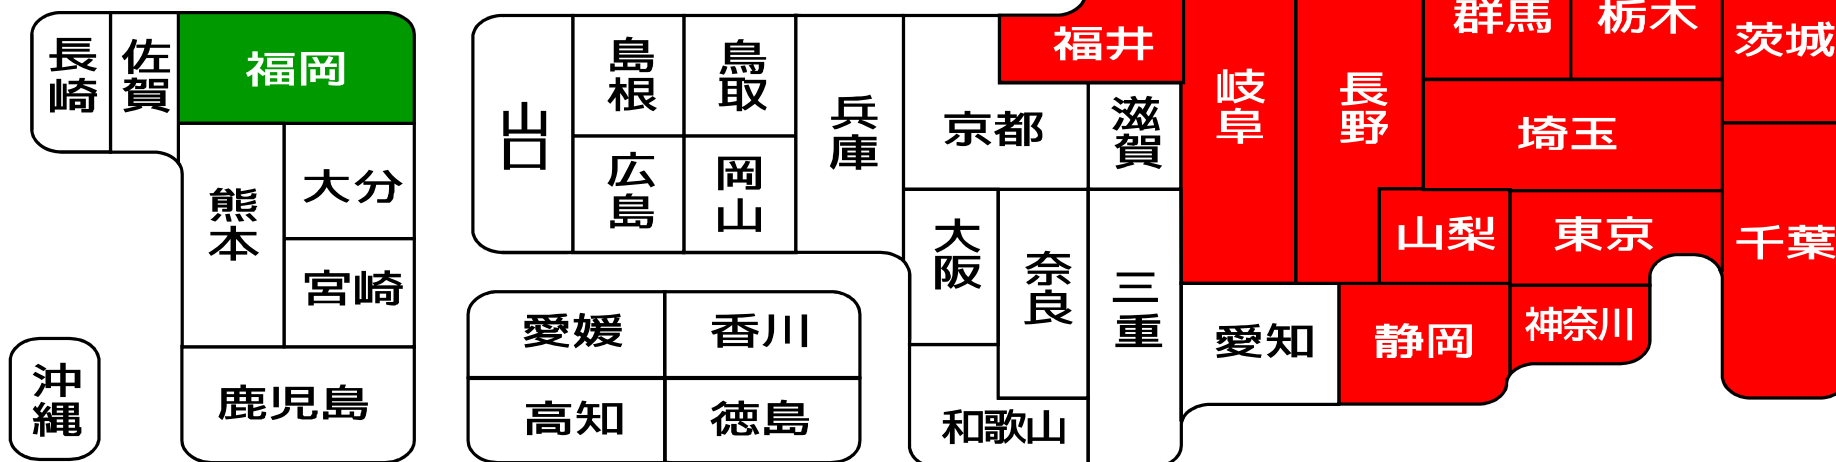 長崎
佐賀
福岡
熊本
大分
宮崎
鹿児島
沖縄
山口
島根
鳥取
広島
岡山
兵庫
京都
福井
滋賀
大阪
奈良
三重
和歌山
愛媛
香川
高知
徳島
岐阜
長野
群馬
栃木
茨城
埼玉
山梨
東京
千葉
愛知
静岡
神奈川